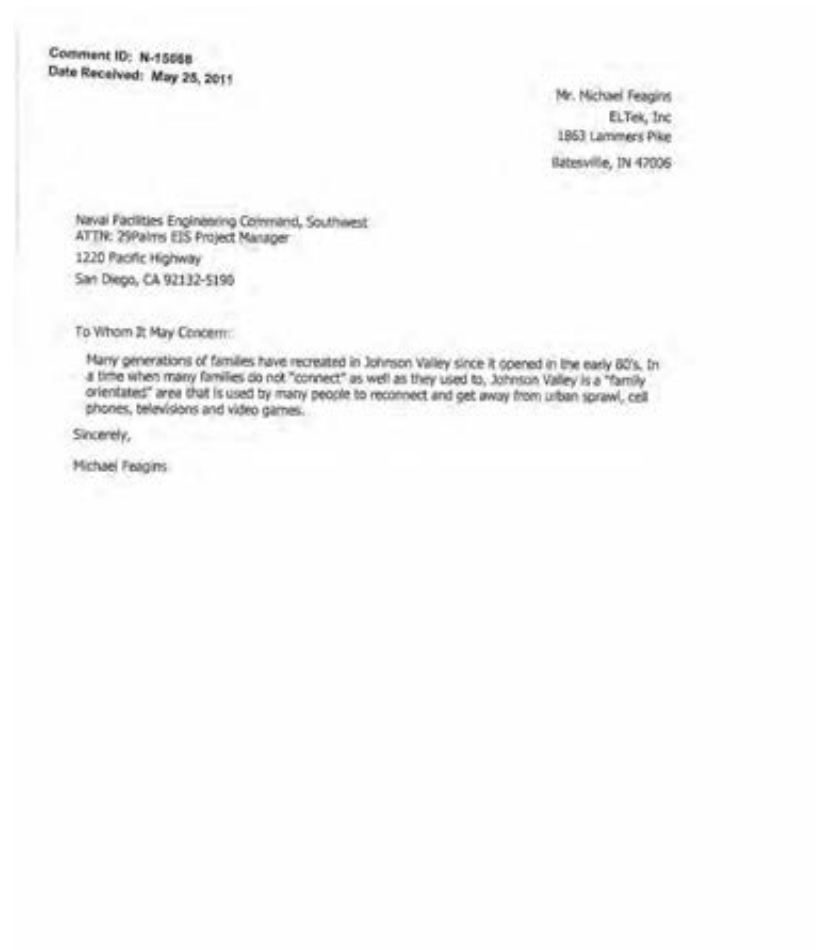 Comment ID: N-15068
Date Received: May 25, 2011
Mr. Michael Feagins
ELTek, Inc
1863 Lammers Pike
Batesville, IN 47006
Naval Facilities Engineering Command, Southwest
ATTN: 29Palms EIS Project Manager
1220 Pacific Highway
San Diego, CA 92132-5190
To Whom It May Concern:
Many generations of families have recreated in Johnson Valley since it opened in the early 80's. In
a time when many families do not "connect" as well as they used to, Johnson Valley is a "family
orientated" area that is used by many people to reconnect and get away from urban sprawl, cell
phones, televisions and video games.
Sincerely,
Michael Feagins